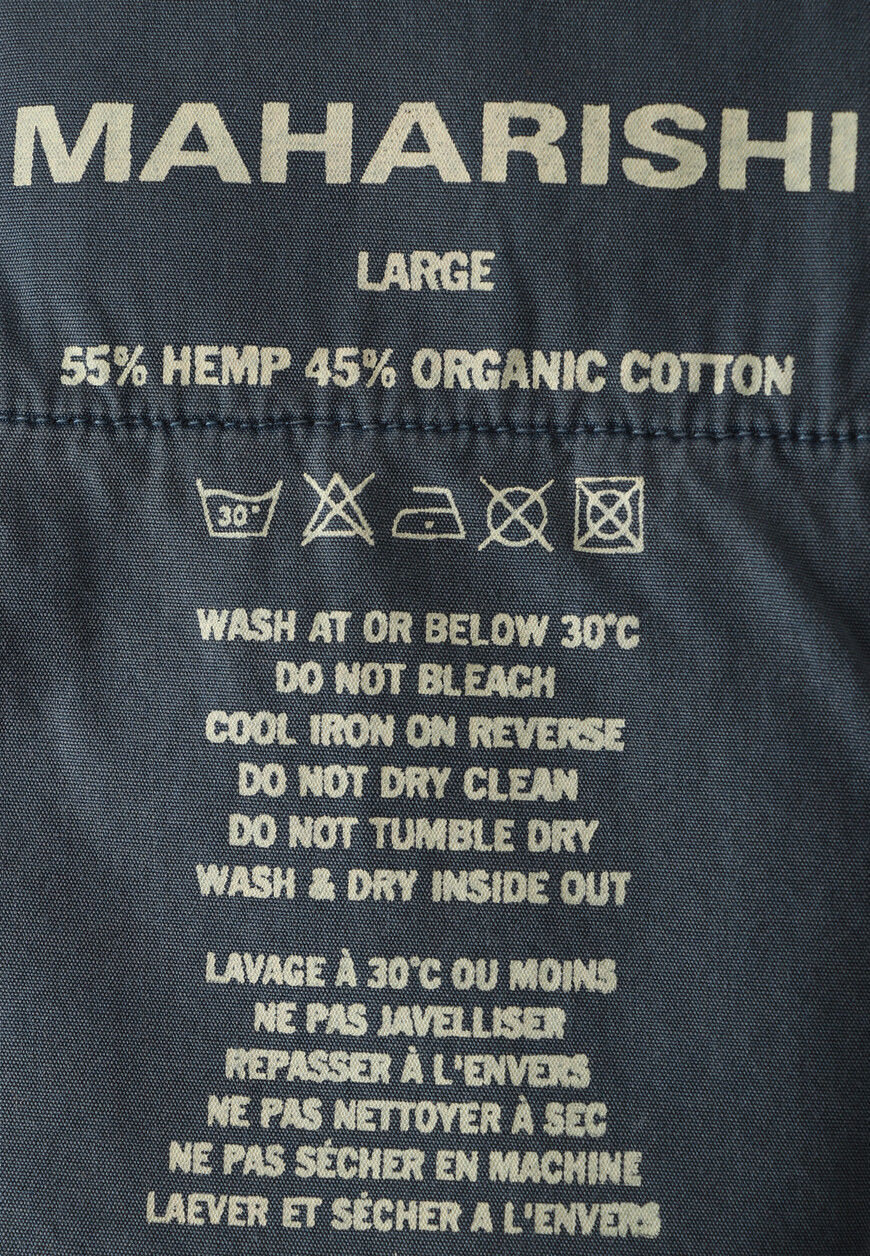 MAHARISHI
LARGE
55% HEMP 45% ORGANIC COTTON
30°
WASH AT OR BELOW 30°C
DO NOT BLEACH
COOL IRON ON REVERSE
DO NOT DRY CLEAN
DO NOT TUMBLE DRY
WASH & DRY INSIDE OUT
LAVAGE À 30°C OU MOINS
NE PAS JAVELLISER
REPASSER À L'ENVERS
NE PAS NETTOYER À SEC
NE PAS SÉCHER EN MACHINE
LAEVER ET SÉCHER A L'ENVERS